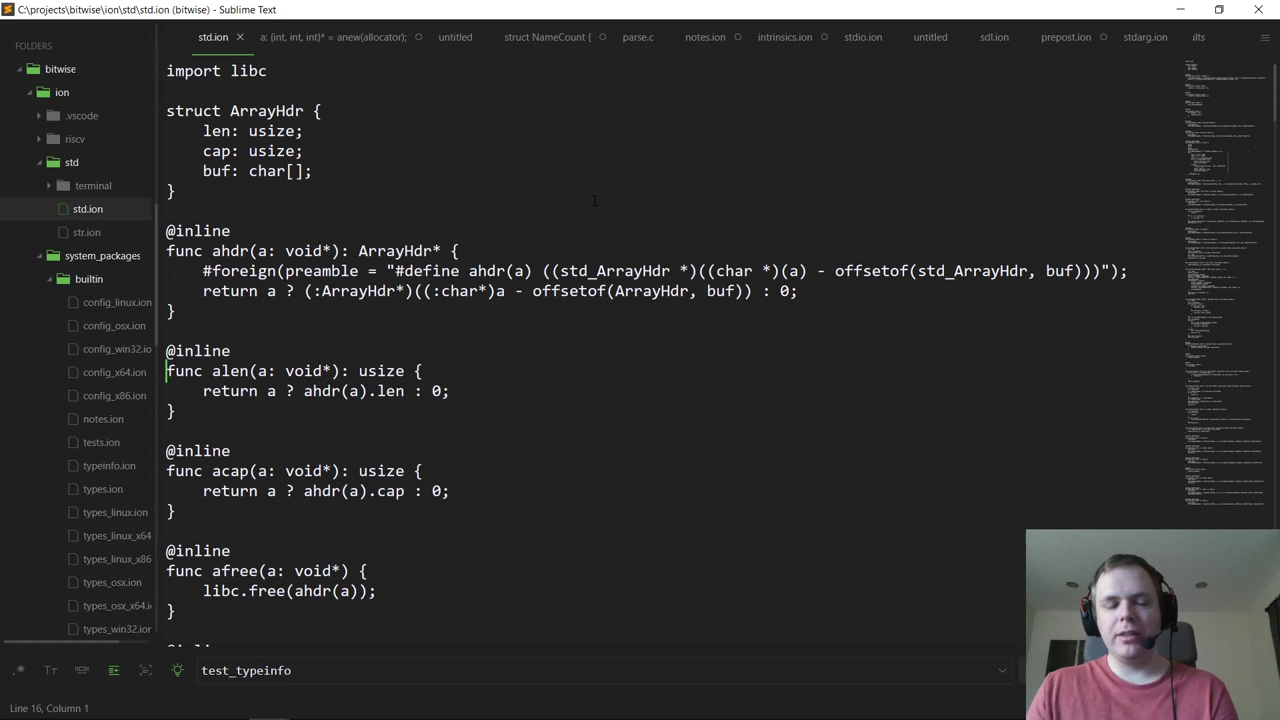 C:\projects\bitwise\ion\std\std.ion (bitwise) - Sublime Text
std.ion
a: {int, int, int}* = anew(allocator);
untitled
struct NameCount {
parse.c
notes.ion
intrinsics.ion
stdio.ion
untitled
sdl.ion
prepost.ion
stdarg.ion
ults
FOLDERS
bitwise
ion
.vscode
riscv
std
terminal
std.ion
str.ion
system_packages
builtin
config_linux.ion
config_osx.ion
config_win32.io
config_x64.ion
config_x86.ion
notes.ion
tests.ion
typeinfo.ion
types.ion
types_linux.ion
types_linux_x64
types_linux_x86
types_osx.ion
types_osx_x64.i
types_win32.ion
import libc
struct ArrayHdr {
len: usize;
cap: usize;
buf: char[];
}
@inline
func ahdr(a: void*): ArrayHdr* {
#foreign(preamble = "#define ahdr(a) ((std_ArrayHdr *)((char *)(a) - offsetof(std_ArrayHdr, buf)))");
return a ? (:ArrayHdr*)((:char*)a - offsetof(ArrayHdr, buf)) : 0;
}
@inline
func alen(a: void*): usize {
return a ? ahdr(a).len : 0;
}
@inline
func acap(a: void*): usize {
return a ? ahdr(a).cap : 0;
}
@inline
func afree(a: void*) {
libc.free(ahdr(a));
}
test_typeinfo
Line 16, Column 1